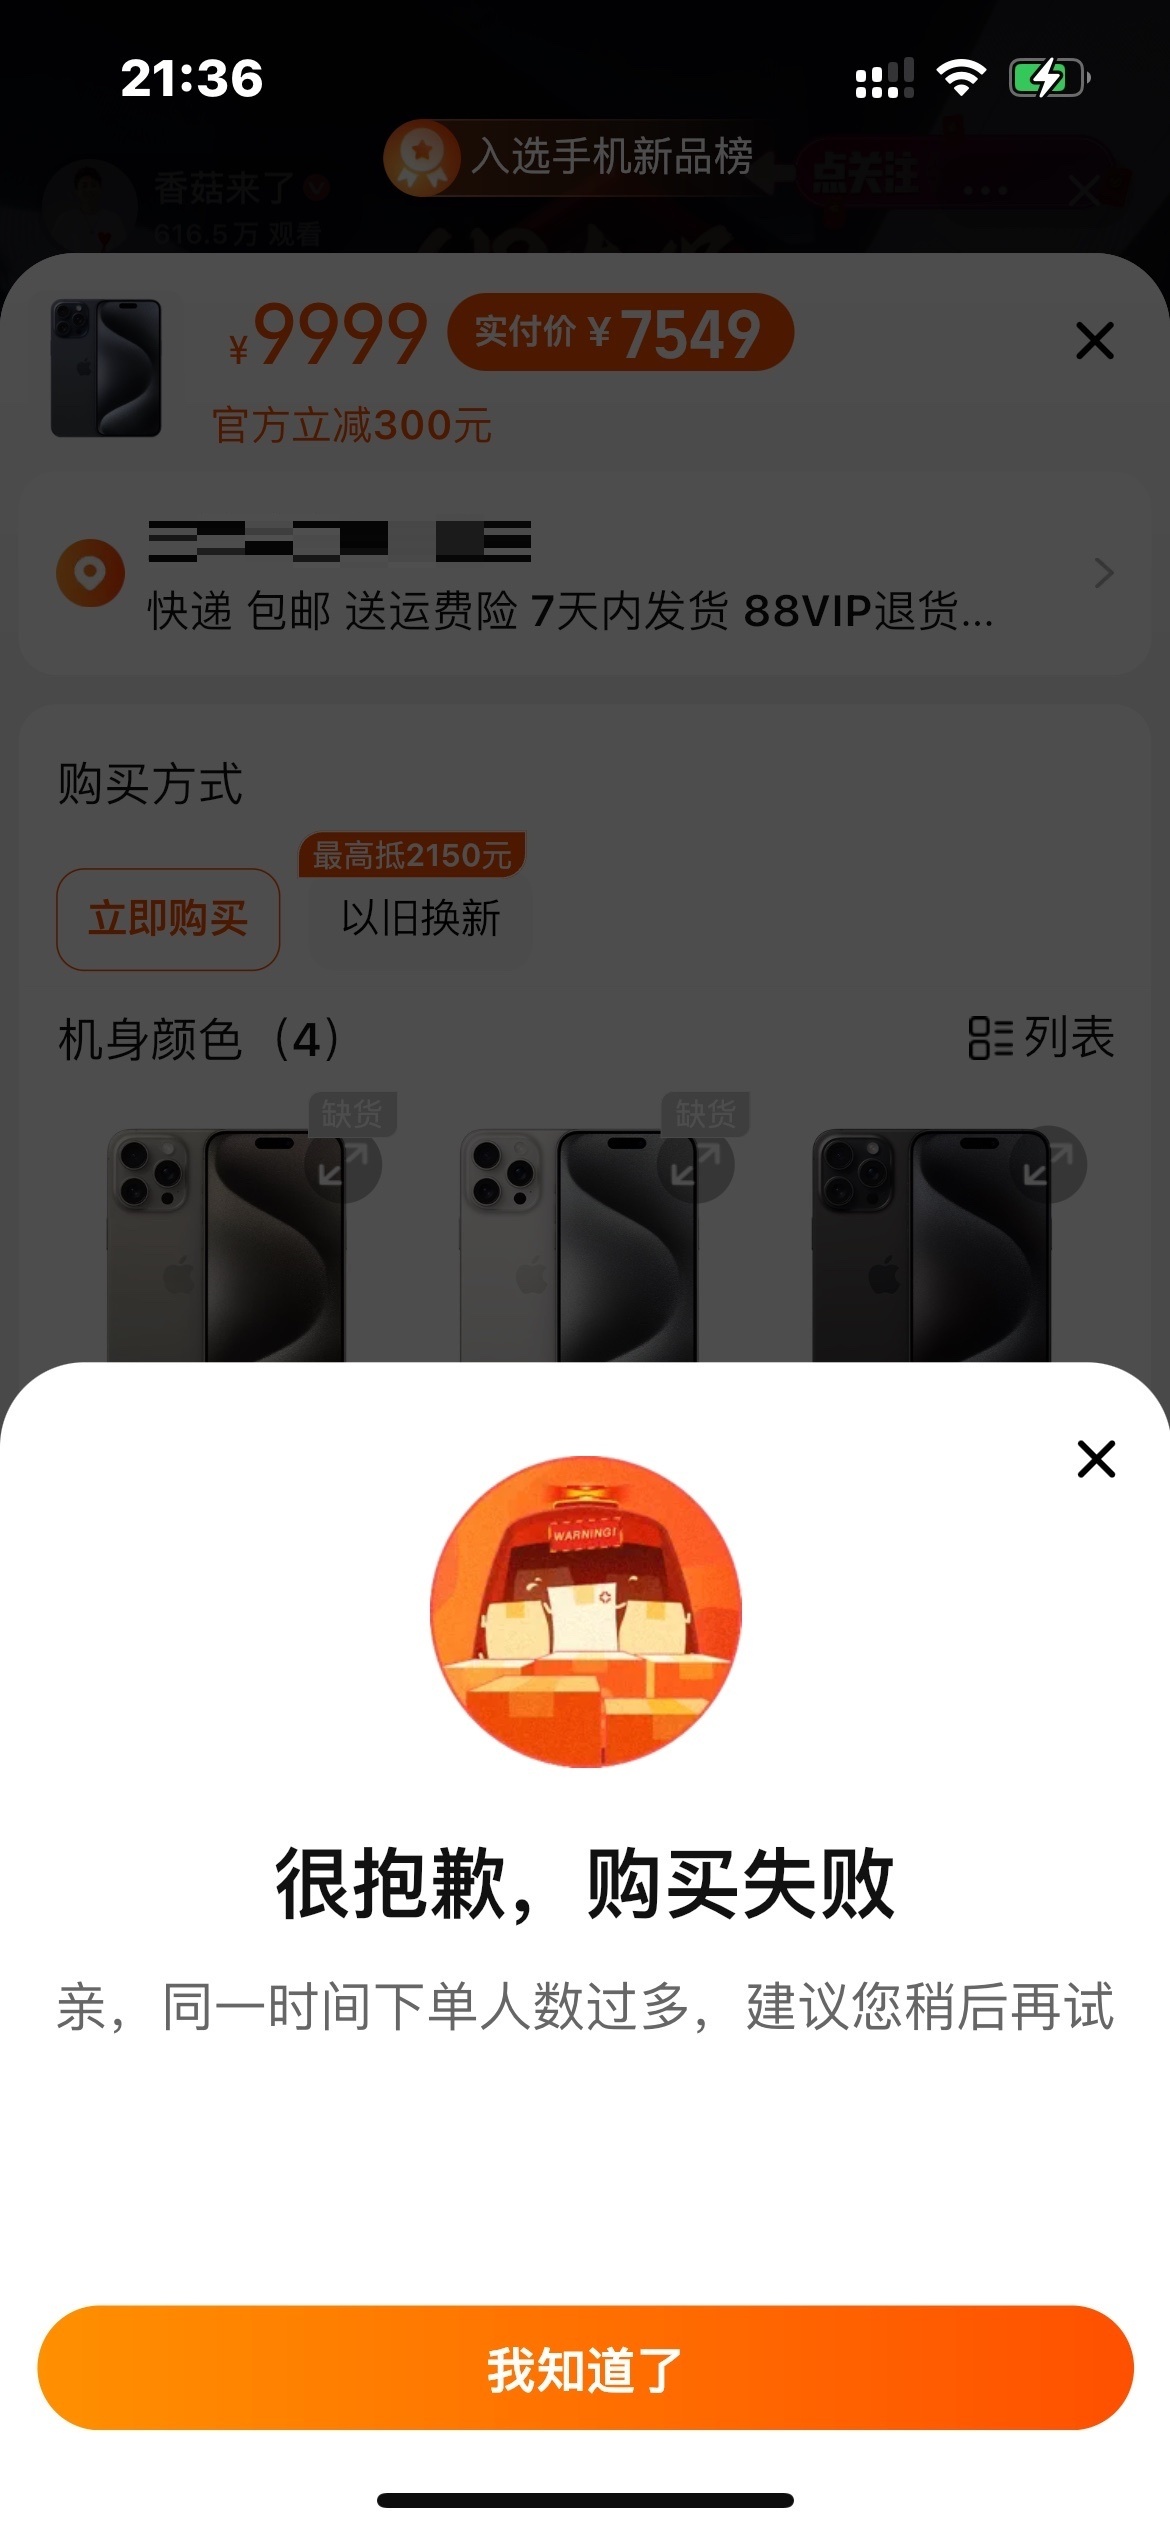 21:36
入选手机新品榜
香菇来了
点关注
616.5万 观看
¥9999 实付价 ¥7549
官方立减300元
快递 包邮 送运费险 7天内发货 88VIP退货...
购买方式
最高抵2150元
立即购买 以旧换新
机身颜色（4） 列表
缺货 缺货
WARNING!
很抱歉，购买失败
亲，同一时间下单人数过多，建议您稍后再试
我知道了